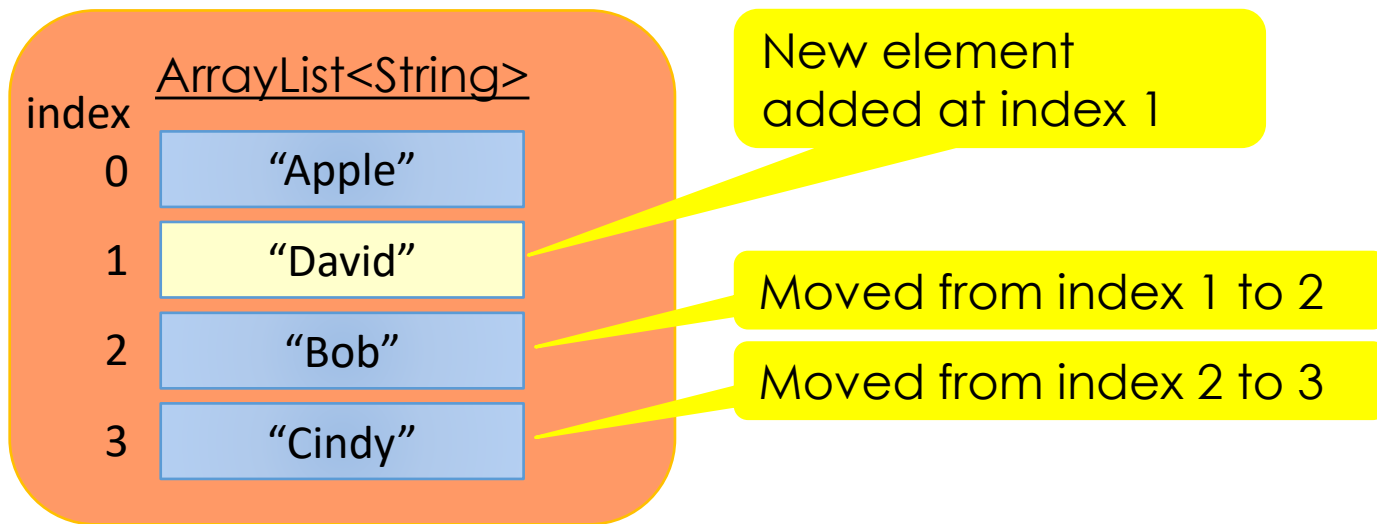 ArrayList<String>
index
0
“Apple”
1
“David”
2
“Bob”
3
“Cindy”
New element
added at index 1
Moved from index 1 to 2
Moved from index 2 to 3